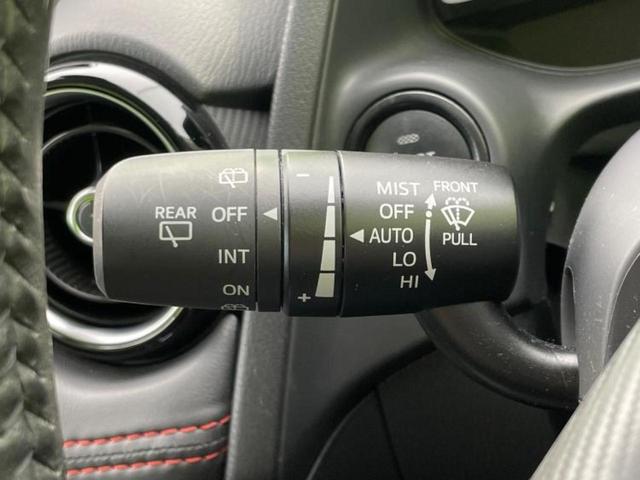 REAR
OFF
INT
ON
−
+
MIST
OFF
AUTO
LO
HI
FRONT
PULL